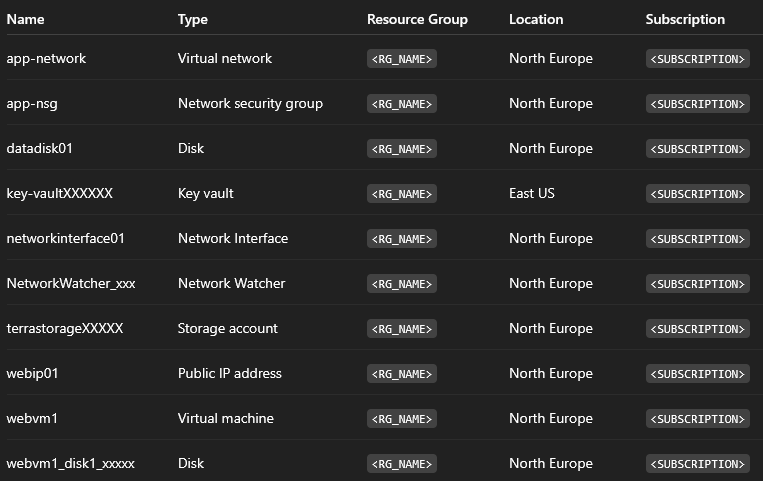 Name Type Resource Group Location Subscription
app-network Virtual network <RG_NAME> North Europe <SUBSCRIPTION>
app-nsg Network security group <RG_NAME> North Europe <SUBSCRIPTION>
datadisk01 Disk <RG_NAME> North Europe <SUBSCRIPTION>
key-vaultXXXXXX Key vault <RG_NAME> East US <SUBSCRIPTION>
networkinterface01 Network Interface <RG_NAME> North Europe <SUBSCRIPTION>
NetworkWatcher_xxx Network Watcher <RG_NAME> North Europe <SUBSCRIPTION>
terrastorageXXXXX Storage account <RG_NAME> North Europe <SUBSCRIPTION>
webip01 Public IP address <RG_NAME> North Europe <SUBSCRIPTION>
webvm1 Virtual machine <RG_NAME> North Europe <SUBSCRIPTION>
webvm1_disk1_xxxxx Disk <RG_NAME> North Europe <SUBSCRIPTION>